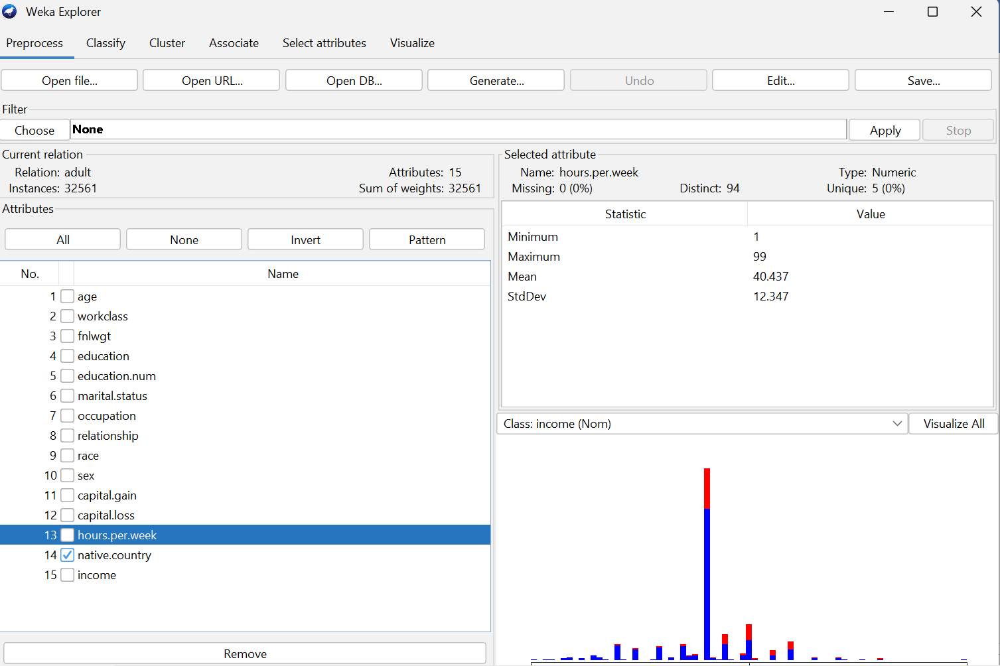 Weka Explorer
Preprocess Classify Cluster Associate Select attributes Visualize
Open file... Open URL... Open DB... Generate... Undo Edit... Save...
Filter
Choose None Apply Stop
Current relation
Relation: adult Attributes: 15
Instances: 32561 Sum of weights: 32561
Attributes
All None Invert Pattern
No. Name
1 age
2 workclass
3 fnlwgt
4 education
5 education.num
6 marital.status
7 occupation
8 relationship
9 race
10 sex
11 capital.gain
12 capital.loss
13 hours.per.week
14 native.country
15 income
Remove
Selected attribute
Name: hours.per.week Type: Numeric
Missing: 0 (0%) Distinct: 94 Unique: 5 (0%)
Statistic Value
Minimum 1
Maximum 99
Mean 40.437
StdDev 12.347
Class: income (Nom) Visualize All